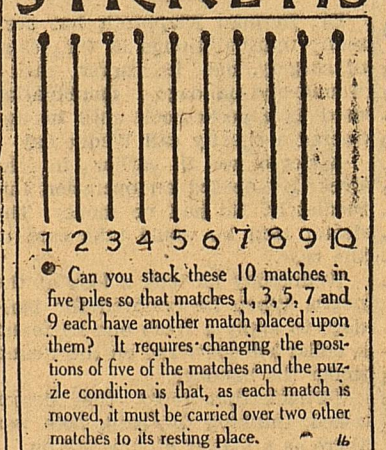 1 2 3 4 5 6 7 8 9 10
Can you stack these 10 matches in
five piles so that matches 1, 3, 5, 7 and
9 each have another match placed upon
them? It requires changing the posi-
tions of five of the matches and the puz-
zle condition is that, as each match is
moved, it must be carried over two other
matches to its resting place.
16